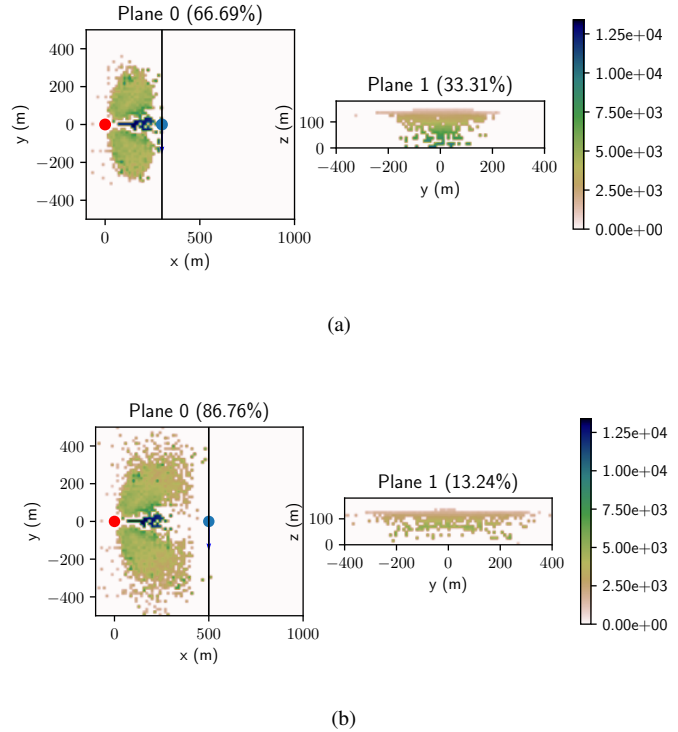 Plane 0 (66.69%)
400
200
0
−200
−400
y (m)
0
500
1000
x (m)
Plane 1 (33.31%)
100
0
z (m)
−400
−200
0
200
400
y (m)
1.25e+04
1.00e+04
7.50e+03
5.00e+03
2.50e+03
0.00e+00
(a)
Plane 0 (86.76%)
400
200
0
−200
−400
y (m)
0
500
1000
x (m)
Plane 1 (13.24%)
100
0
z (m)
−400
−200
0
200
400
y (m)
1.25e+04
1.00e+04
7.50e+03
5.00e+03
2.50e+03
0.00e+00
(b)